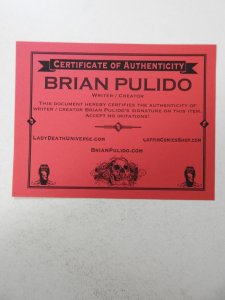 Certificate of Authenticity
BRIAN PULIDO
Writer / Creator
This document hereby certifies the authenticity of
writer / creator Brian Pulido's signature on this item.
Accept no imitations!
LadyDeathUniverse.com
CoffinComicsShop.com
BrianPulido.com